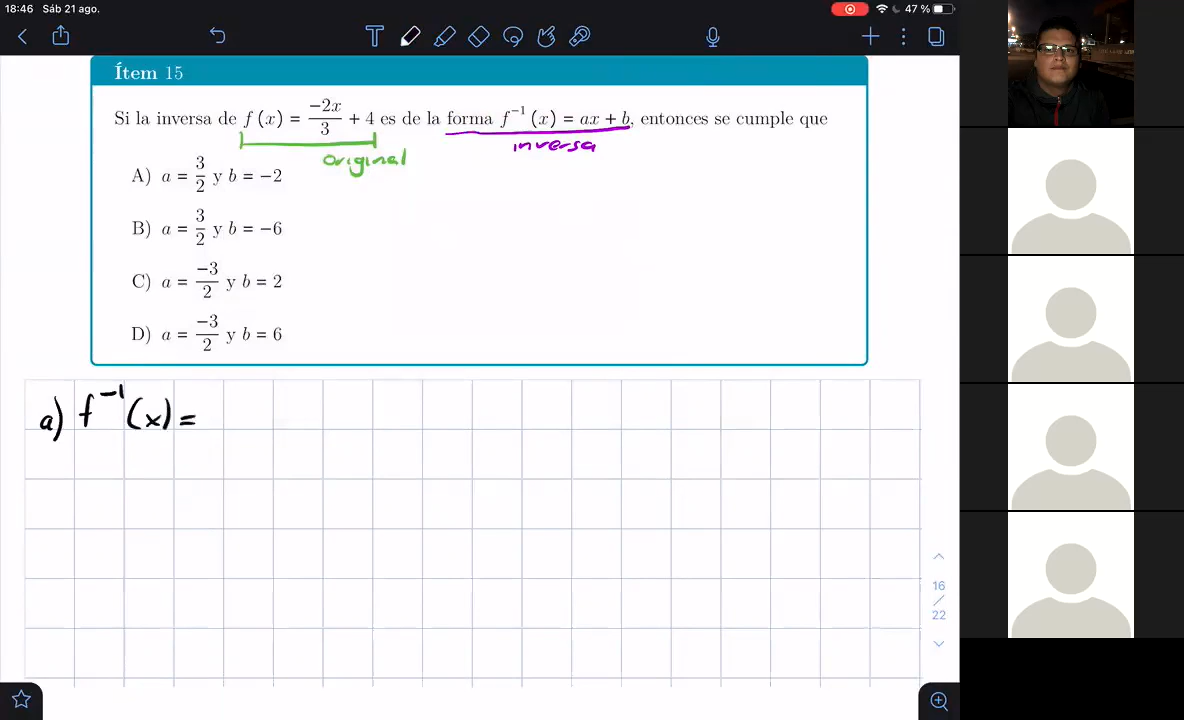 18:46 Sáb 21 ago. 47 %
Ítem 15
Si la inversa de f (x) = −2x/3 + 4 es de la forma f⁻¹ (x) = ax + b, entonces se cumple que
original inversa
A) a = 3/2 y b = −2
B) a = 3/2 y b = −6
C) a = −3/2 y b = 2
D) a = −3/2 y b = 6
a) f⁻¹(x) =
16
/
22